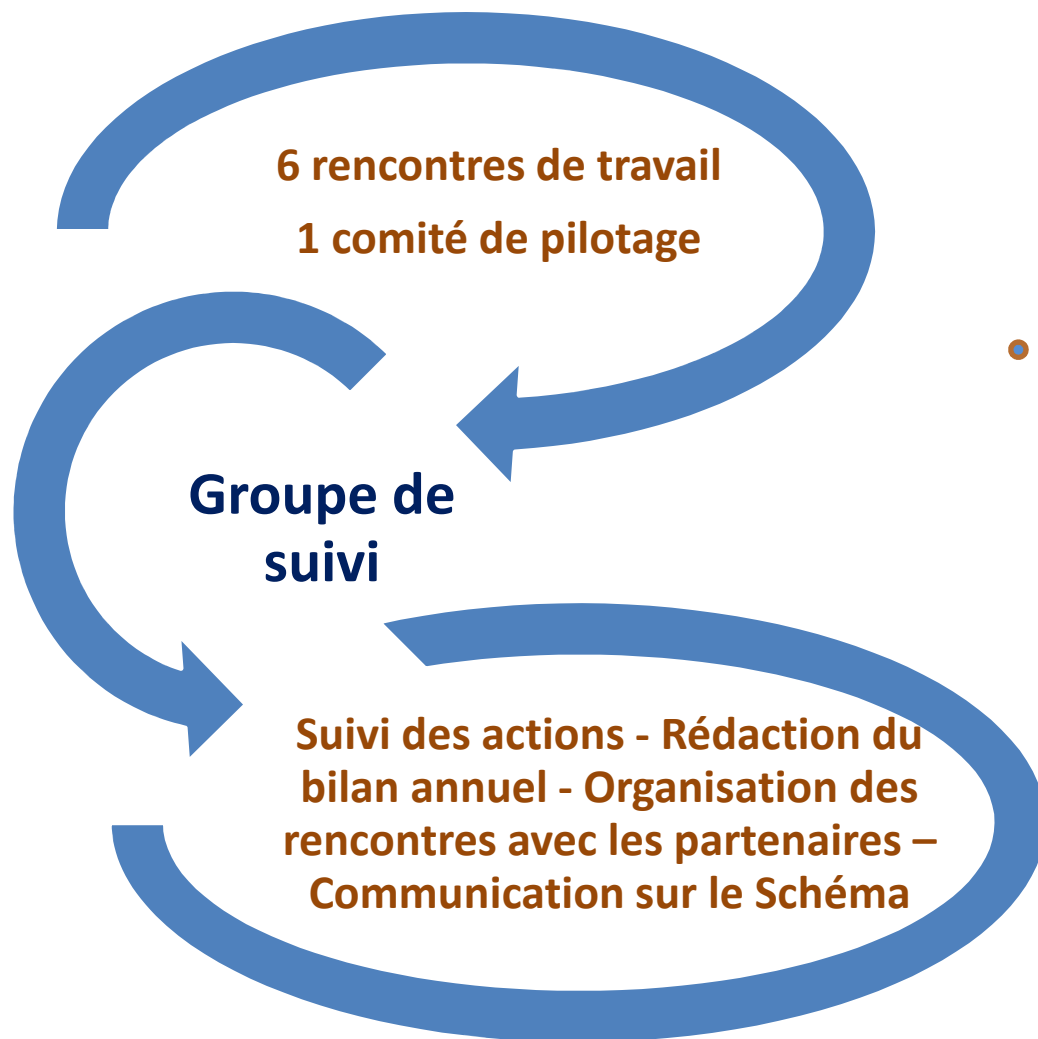 6 rencontres de travail
1 comité de pilotage
Groupe de
suivi
Suivi des actions - Rédaction du
bilan annuel - Organisation des
rencontres avec les partenaires –
Communication sur le Schéma